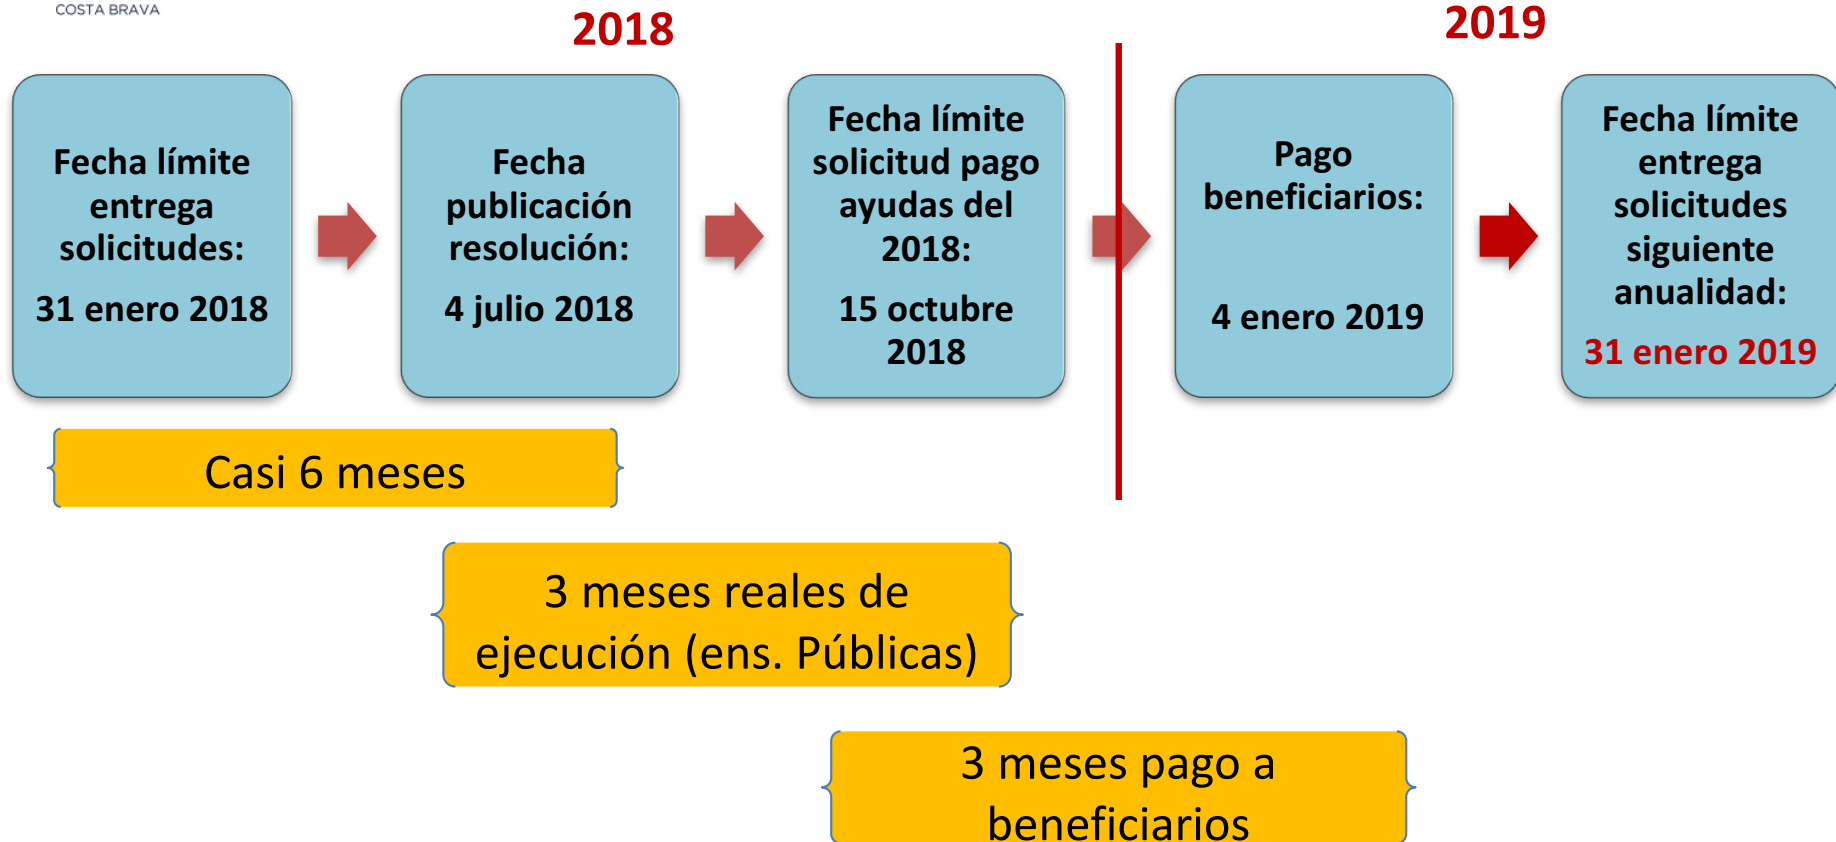 COSTA BRAVA
2018
2019
Fecha límite
entrega
solicitudes:
31 enero 2018
Fecha
publicación
resolución:
4 julio 2018
Fecha límite
solicitud pago
ayudas del
2018:
15 octubre
2018
Pago
beneficiarios:
4 enero 2019
Fecha límite
entrega
solicitudes
siguiente
anualidad:
31 enero 2019
Casi 6 meses
3 meses reales de
ejecución (ens. Públicas)
3 meses pago a
beneficiarios